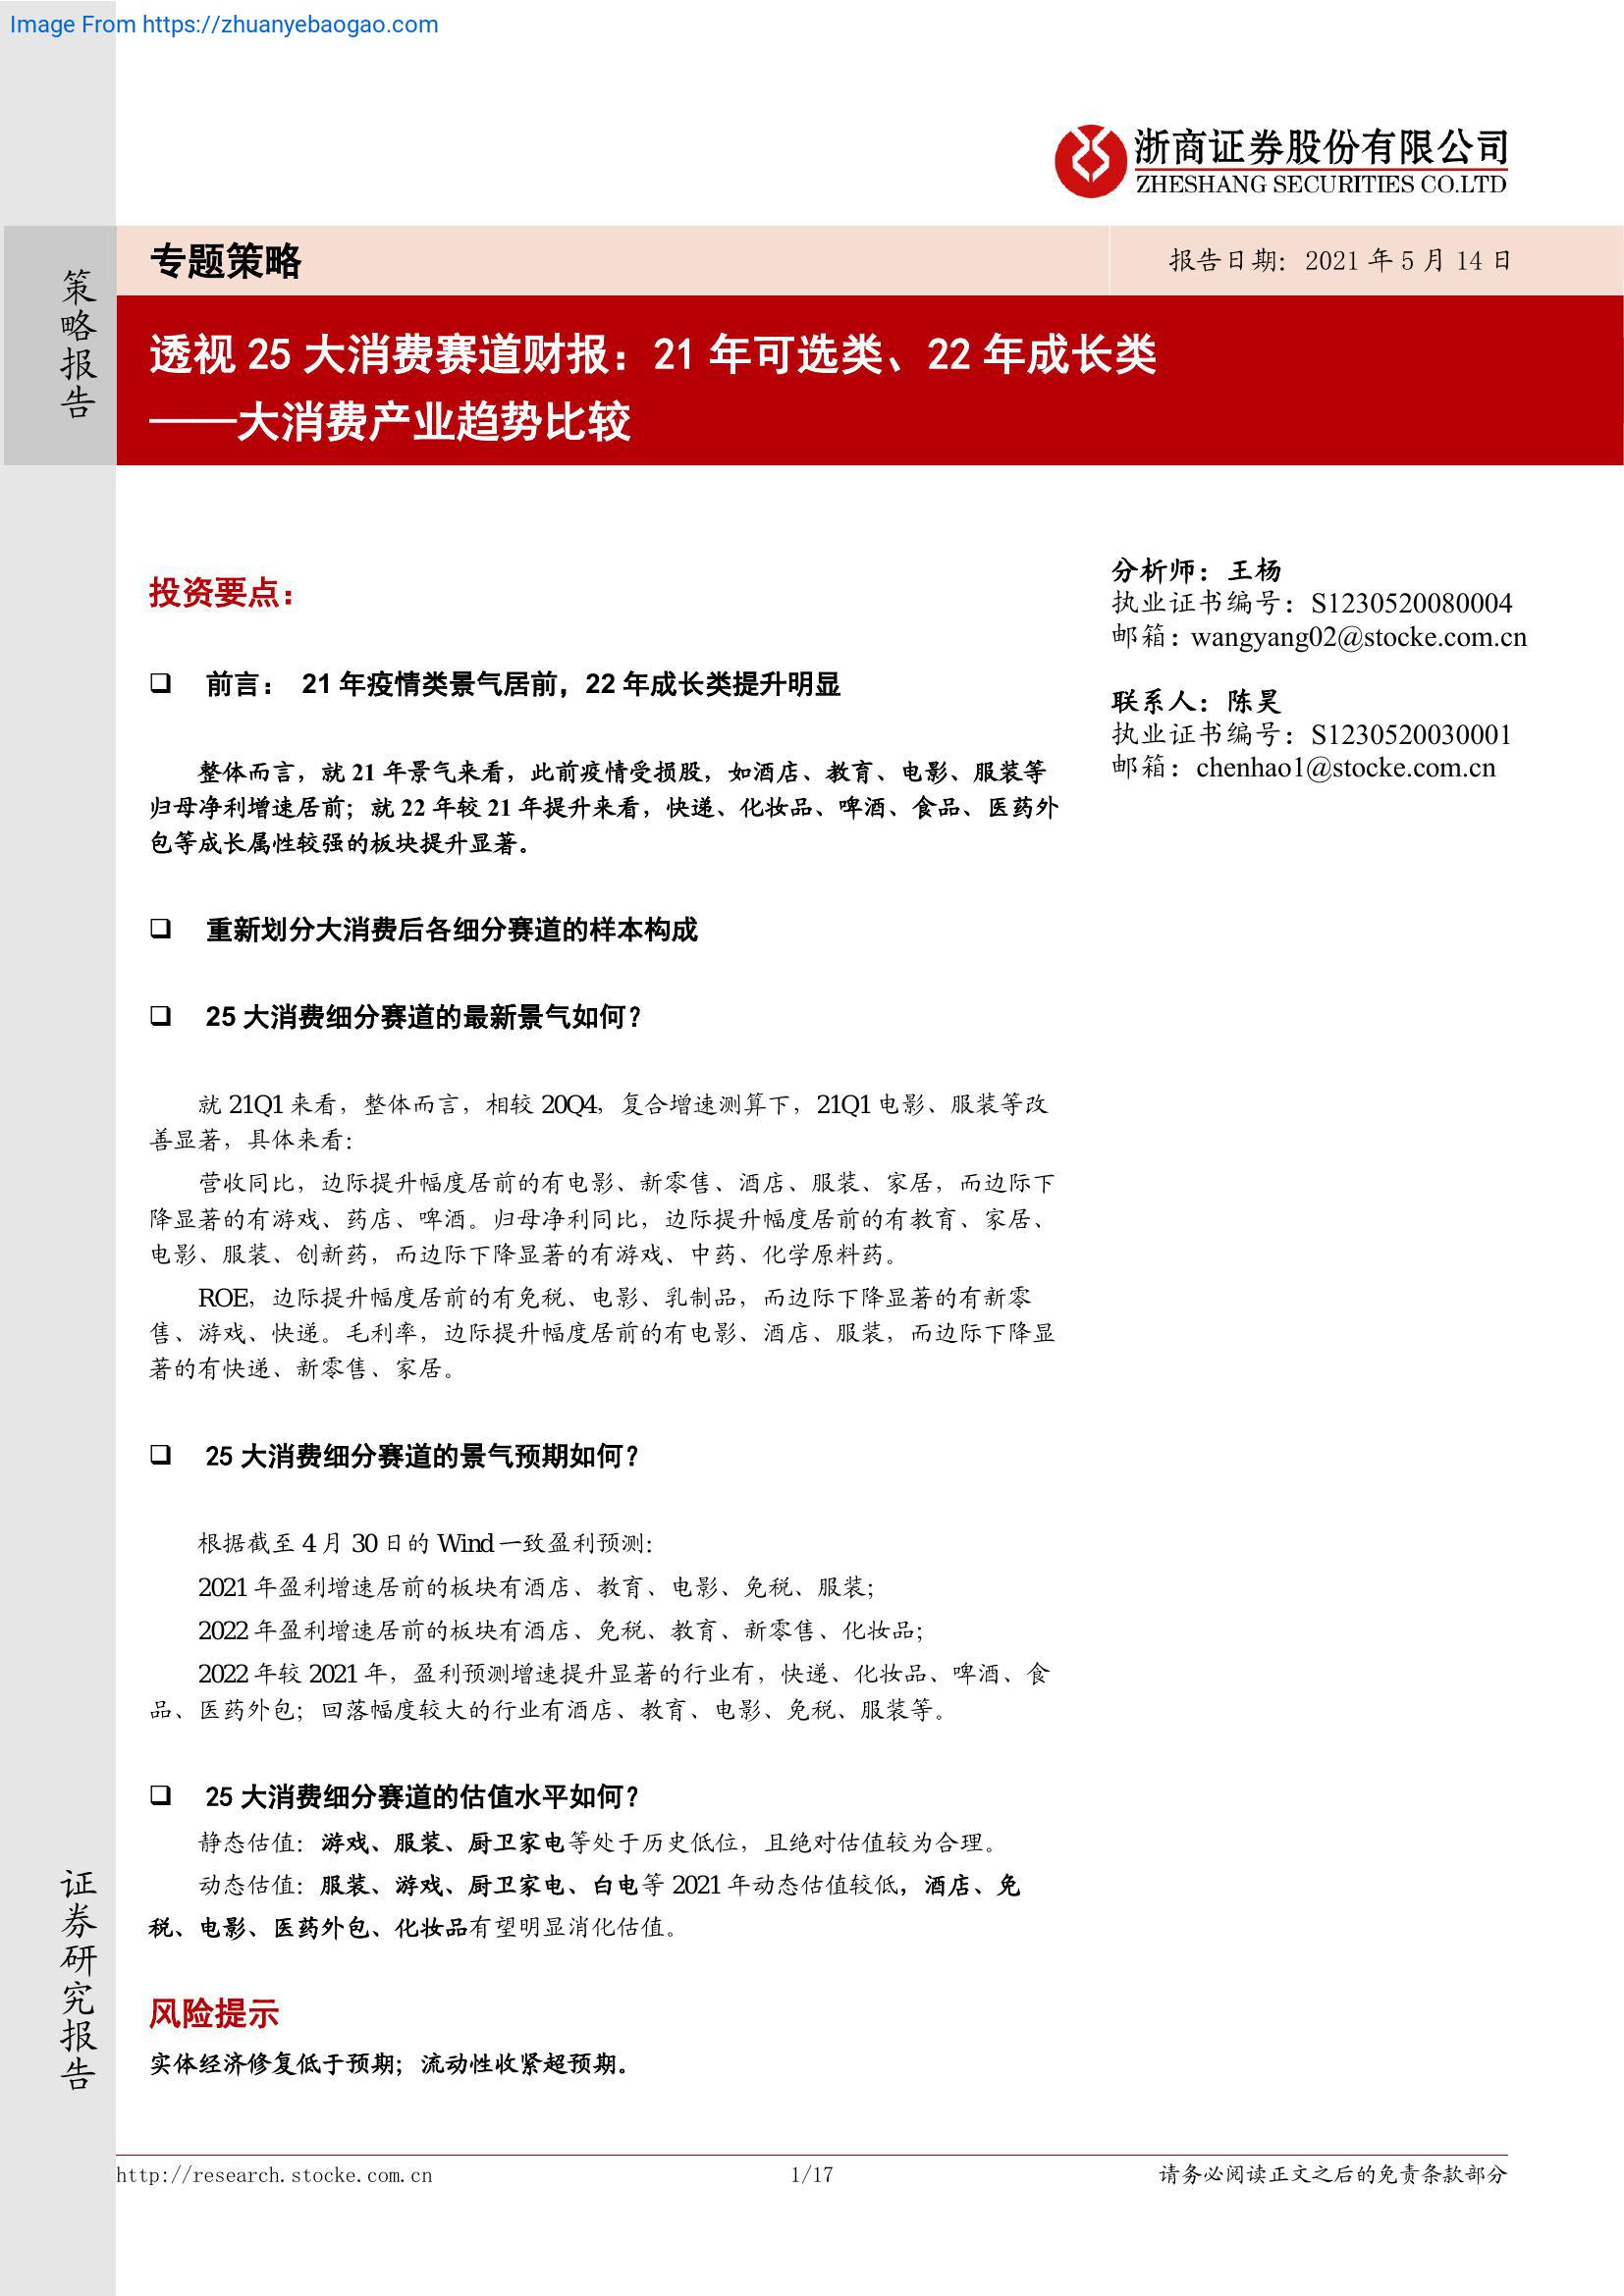 Image From https://zhuanyebaogao.com
浙商证券股份有限公司
ZHESHANG SECURITIES CO.LTD
策略报告
专题策略
报告日期：2021 年 5 月 14 日
透视 25 大消费赛道财报：21 年可选类、22 年成长类
——大消费产业趋势比较
投资要点：
❑ 前言： 21 年疫情类景气居前，22 年成长类提升明显
整体而言，就 21 年景气来看，此前疫情受损股，如酒店、教育、电影、服装等
归母净利增速居前；就 22 年较 21 年提升来看，快递、化妆品、啤酒、食品、医药外
包等成长属性较强的板块提升显著。
❑ 重新划分大消费后各细分赛道的样本构成
❑ 25 大消费细分赛道的最新景气如何？
就 21Q1 来看，整体而言，相较 20Q4，复合增速测算下，21Q1 电影、服装等改
善显著，具体来看：
营收同比，边际提升幅度居前的有电影、新零售、酒店、服装、家居，而边际下
降显著的有游戏、药店、啤酒。归母净利同比，边际提升幅度居前的有教育、家居、
电影、服装、创新药，而边际下降显著的有游戏、中药、化学原料药。
ROE，边际提升幅度居前的有免税、电影、乳制品，而边际下降显著的有新零
售、游戏、快递。毛利率，边际提升幅度居前的有电影、酒店、服装，而边际下降显
著的有快递、新零售、家居。
❑ 25 大消费细分赛道的景气预期如何？
根据截至 4 月 30 日的 Wind 一致盈利预测：
2021 年盈利增速居前的板块有酒店、教育、电影、免税、服装；
2022 年盈利增速居前的板块有酒店、免税、教育、新零售、化妆品；
2022 年较 2021 年，盈利预测增速提升显著的行业有，快递、化妆品、啤酒、食
品、医药外包；回落幅度较大的行业有酒店、教育、电影、免税、服装等。
❑ 25 大消费细分赛道的估值水平如何？
静态估值：游戏、服装、厨卫家电等处于历史低位，且绝对估值较为合理。
动态估值：服装、游戏、厨卫家电、白电等 2021 年动态估值较低，酒店、免
税、电影、医药外包、化妆品有望明显消化估值。
风险提示
实体经济修复低于预期；流动性收紧超预期。
分析师：王杨
执业证书编号：S1230520080004
邮箱：wangyang02@stocke.com.cn
联系人：陈昊
执业证书编号：S1230520030001
邮箱：chenhao1@stocke.com.cn
证券研究报告
http://research.stocke.com.cn
1/17
请务必阅读正文之后的免责条款部分